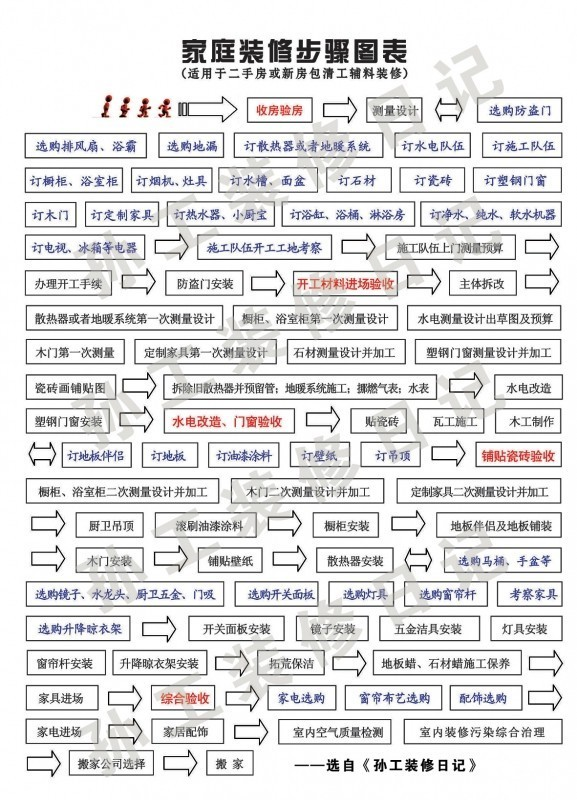 家庭装修步骤图表
（适用于二手房或新房包清工辅料装修）
收房验房 测量设计 选购防盗门
选购排风扇、浴霸 选购地漏 订散热器或者地暖系统 订水电队伍 订施工队伍
订橱柜、浴室柜 订烟机、灶具 订水槽、面盆 订石材 订瓷砖 订塑钢门窗
订木门 订定制家具 订热水器、小厨宝 订浴缸、浴桶、淋浴房 订净水、纯水、软水机器
订电视、冰箱等电器 施工队伍开工工地考察 施工队伍上门测量预算
办理开工手续 防盗门安装 开工材料进场验收 主体拆改
散热器或者地暖系统第一次测量设计 橱柜、浴室柜第一次测量设计 水电测量设计出草图及预算
木门第一次测量 定制家具第一次测量设计 石材测量设计并加工 塑钢门窗测量设计并加工
瓷砖画铺贴图 拆除旧散热器并预留管；地暖系统施工；挪燃气表；水表 水电改造
塑钢门窗安装 水电改造、门窗验收 贴瓷砖 瓦工施工 木工制作
订地板伴侣 订地板 订油漆涂料 订壁纸 订吊顶 铺贴瓷砖验收
橱柜、浴室柜二次测量设计并加工 木门二次测量设计并加工 定制家具二次测量设计并加工
厨卫吊顶 滚刷油漆涂料 橱柜安装 地板伴侣及地板铺装
木门安装 铺贴壁纸 散热器安装 选购马桶、手盆等
选购镜子、水龙头、厨卫五金、门吸 选购开关面板 选购灯具 选购窗帘杆 考察家具
选购升降晾衣架 开关面板安装 镜子安装 五金洁具安装 灯具安装
窗帘杆安装 升降晾衣架安装 拓荒保洁 地板蜡、石材蜡施工保养
家具进场 综合验收 家电选购 窗帘布艺选购 配饰选购
家电进场 家居配饰 室内空气质量检测 室内装修污染综合治理
搬家公司选择 搬 家 ——选自《孙工装修日记》
孙工装修日记
孙工装修日记
孙工装修日记